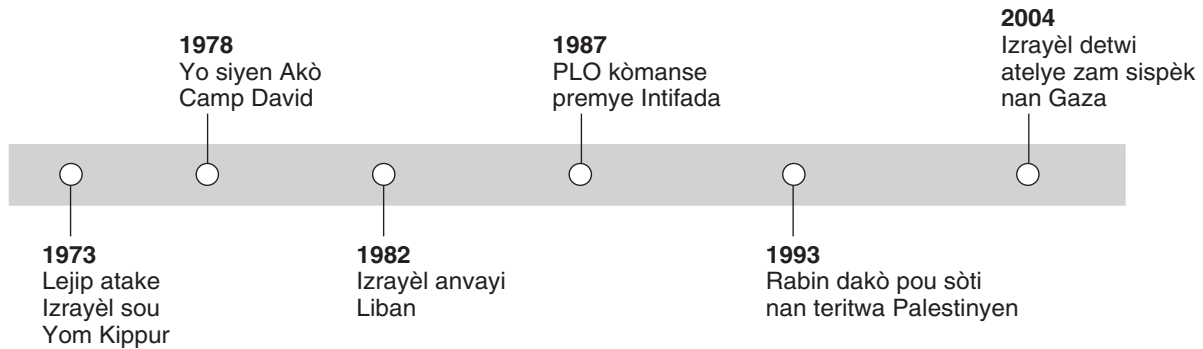 1973
Lejip atake
Izrayèl sou
Yom Kippur
1978
Yo siyen Akò
Camp David
1982
Izrayèl anvayi
Liban
1987
PLO kòmanse
premye Intifada
1993
Rabin dakò pou sòti
nan teritwa Palestinyen
2004
Izrayèl detwi
atelye zam sispèk
nan Gaza